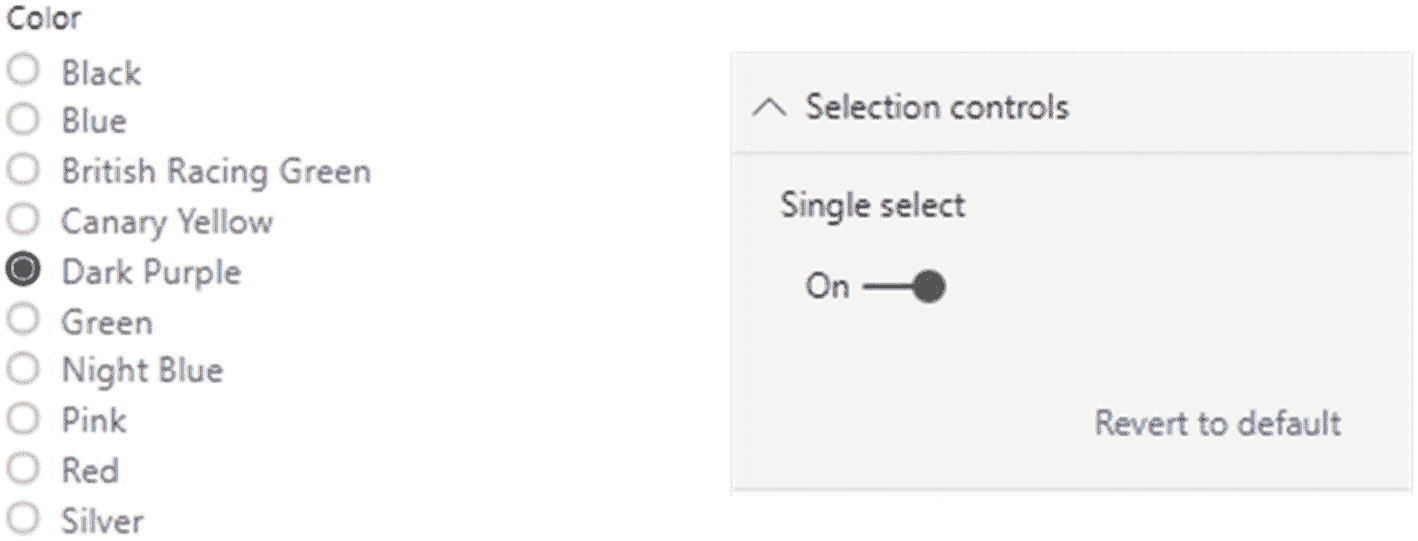 Color
Black
Blue
British Racing Green
Canary Yellow
Dark Purple
Green
Night Blue
Pink
Red
Silver
Selection controls
Single select
On
Revert to default